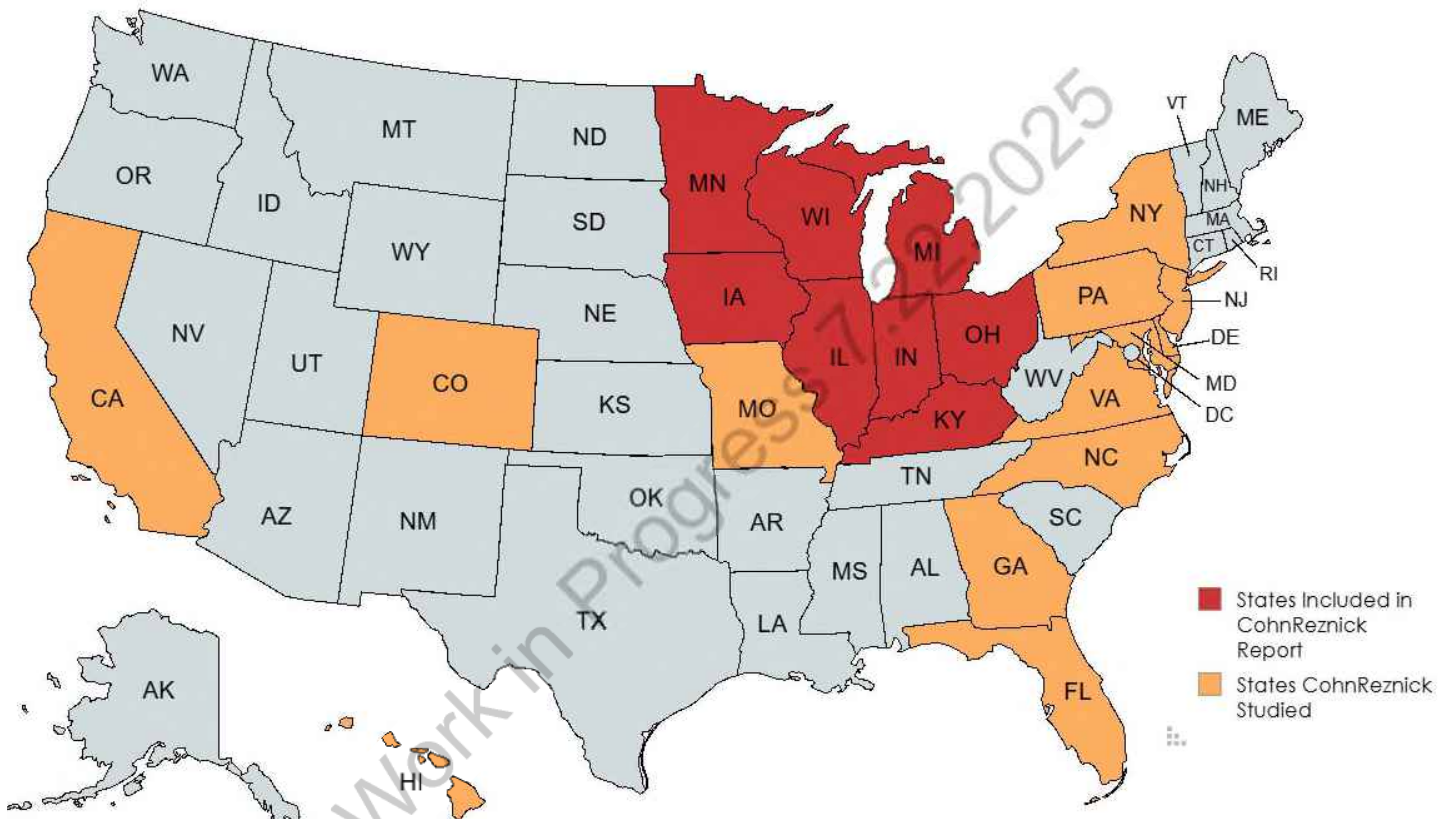 WA
MT
ND
MN
VT
ME
OR
ID
SD
WI
MI
NH
NY
MA
CT
RI
WY
IA
NE
PA
NJ
NV
UT
CO
IL
IN
OH
DE
CA
KS
MO
KY
WV
VA
MD
DC
NC
TN
OK
AR
SC
AZ
NM
MS
AL
GA
TX
LA
FL
AK
HI
States Included in
CohnReznick
Report
States CohnReznick
Studied
Work in Progress 7.22.2025